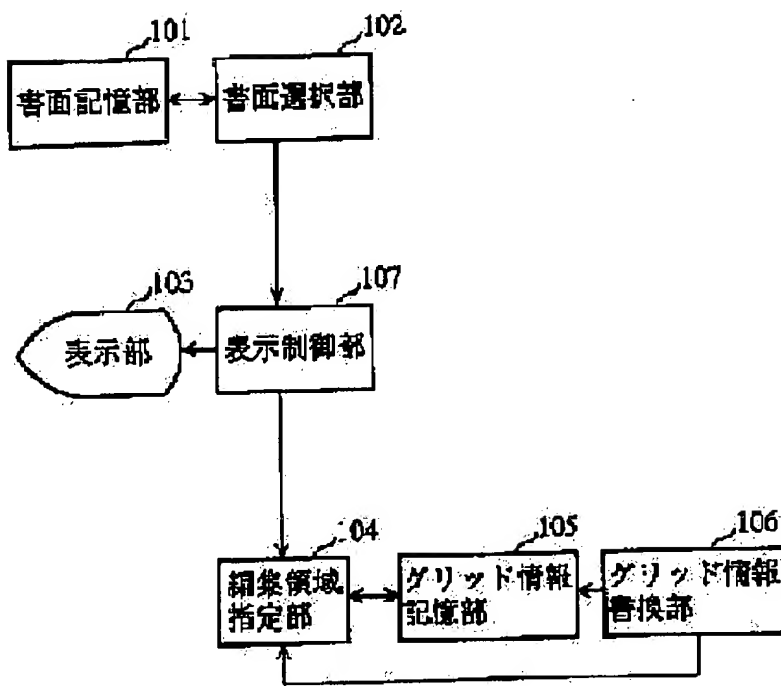 101
102
書面記憶部
書面選択部
103
107
表示部
表示制御部
104
105
106
編集領域
指定部
グリッド情報
記憶部
グリッド情報
書換部